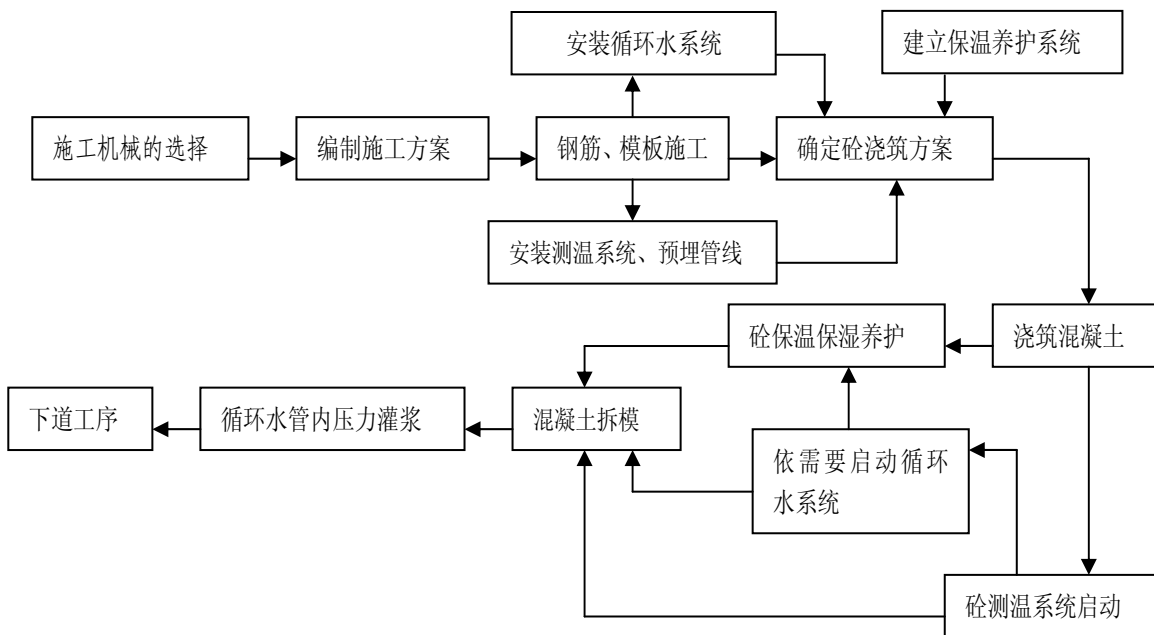 安装循环水系统
建立保温养护系统
施工机械的选择
编制施工方案
钢筋、模板施工
确定砼浇筑方案
安装测温系统、预埋管线
砼保温保湿养护
浇筑混凝土
下道工序
循环水管内压力灌浆
混凝土拆模
依需要启动循环
水系统
砼测温系统启动